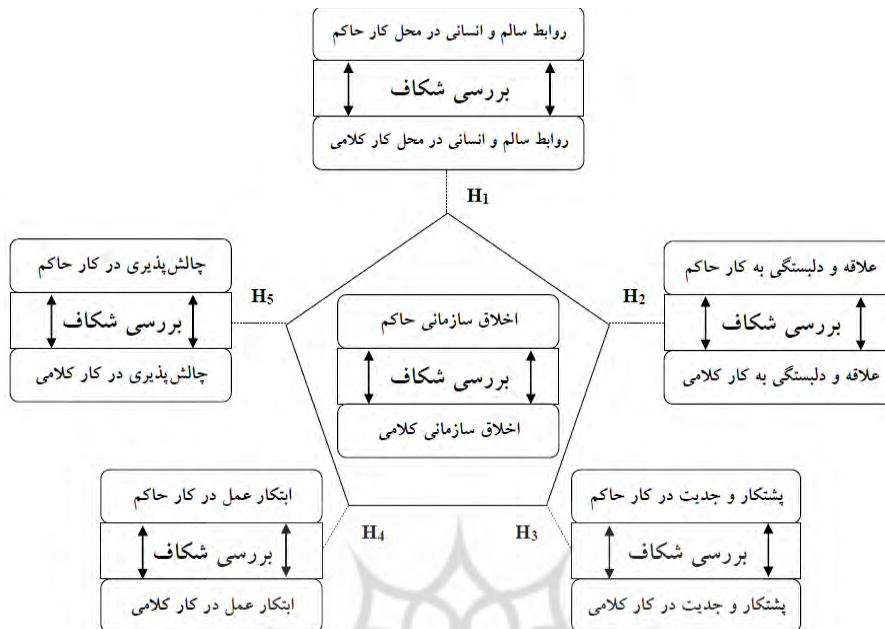 روابط سالم و انسانی در محل کار حاکم
بررسی شکاف
روابط سالم و انسانی در محل کار کلامی
H1
علاقه و دلبستگی به کار حاکم
بررسی شکاف
علاقه و دلبستگی به کار کلامی
H2
چالش‌پذیری در کار حاکم
بررسی شکاف
چالش‌پذیری در کار کلامی
H5
اخلاق سازمانی حاکم
بررسی شکاف
اخلاق سازمانی کلامی
پشتکار و جدیت در کار حاکم
بررسی شکاف
پشتکار و جدیت در کار کلامی
H3
ابتکار عمل در کار حاکم
بررسی شکاف
ابتکار عمل در کار کلامی
H4